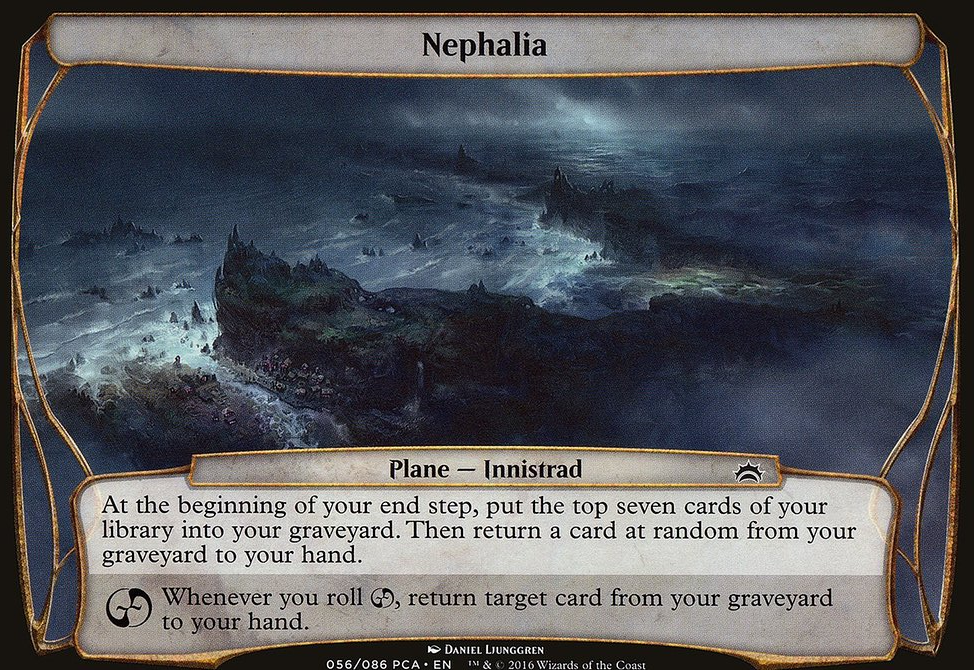 Nephalia
Plane — Innistrad
At the beginning of your end step, put the top seven cards of your
library into your graveyard. Then return a card at random from your
graveyard to your hand.
Whenever you roll , return target card from your graveyard
to your hand.
Daniel Ljunggren
056/086 PCA • EN ™ & © 2016 Wizards of the Coast